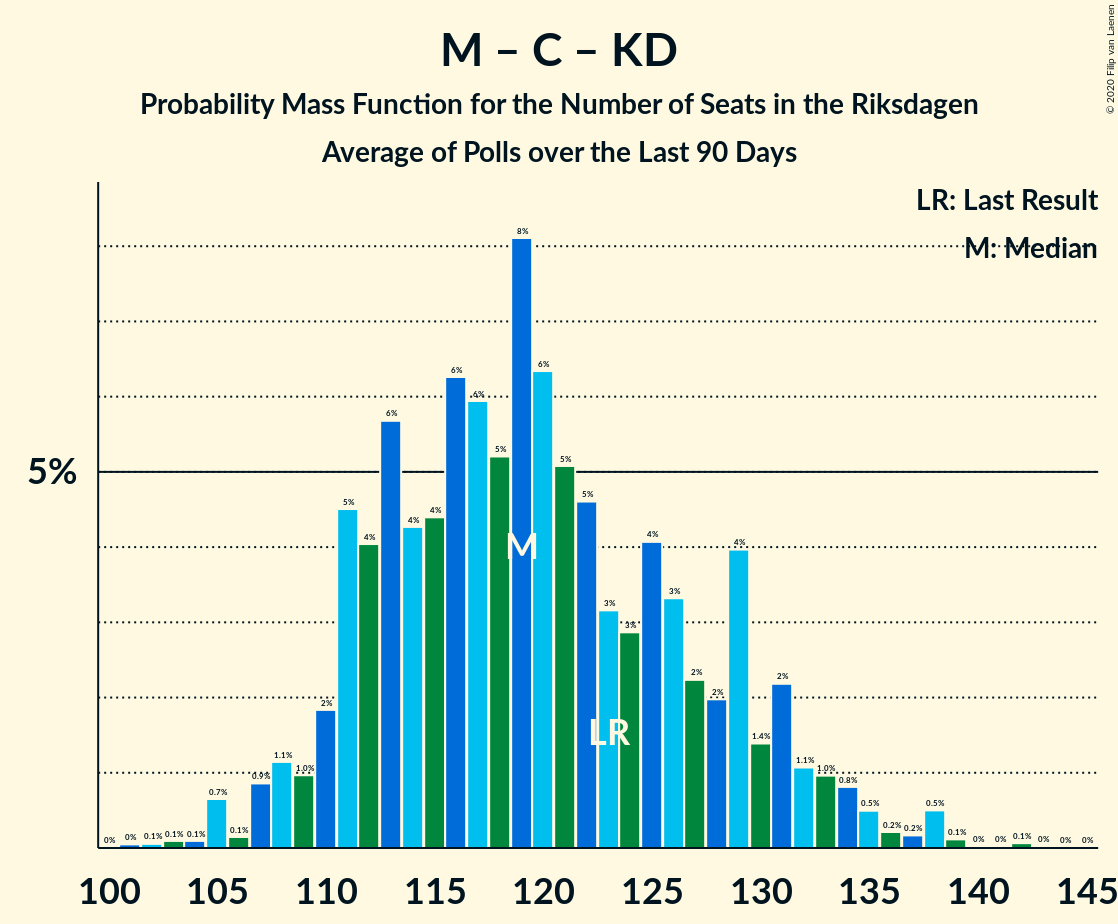 M – C – KD
Probability Mass Function for the Number of Seats in the Riksdagen
Average of Polls over the Last 90 Days
© 2020 Filip van Laenen
LR: Last Result
M: Median
5%
0% 0% 0.1% 0.1% 0.1% 0.7% 0.1% 0.9% 1.1% 1.0% 2% 5% 4% 6% 4% 4% 6% 6% 5% 8% 6% 5% 5% 3% 3% 4% 3% 2% 2% 4% 1.4% 2% 1.1% 1.0% 0.8% 0.5% 0.2% 0.2% 0.5% 0.1% 0% 0% 0.1% 0% 0% 0%
M
LR
100 105 110 115 120 125 130 135 140 145